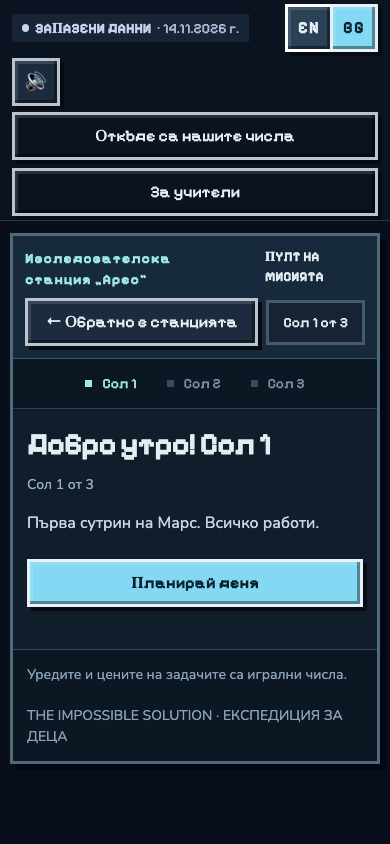 ЗАПАЗЕНИ ДАННИ · 14.11.2026 г.
EN BG
Откъде са нашите числа
За учители
Изследователска
станция „Арес“
ПУЛТ НА
МИСИЯТА
← Обратно в станцията
Сол 1 от 3
Сол 1 Сол 2 Сол 3
Добро утро! Сол 1
Сол 1 от 3
Първа сутрин на Марс. Всичко работи.
Планирай деня
Уредите и цените на задачите са игрални числа.
THE IMPOSSIBLE SOLUTION · ЕКСПЕДИЦИЯ ЗА
ДЕЦА